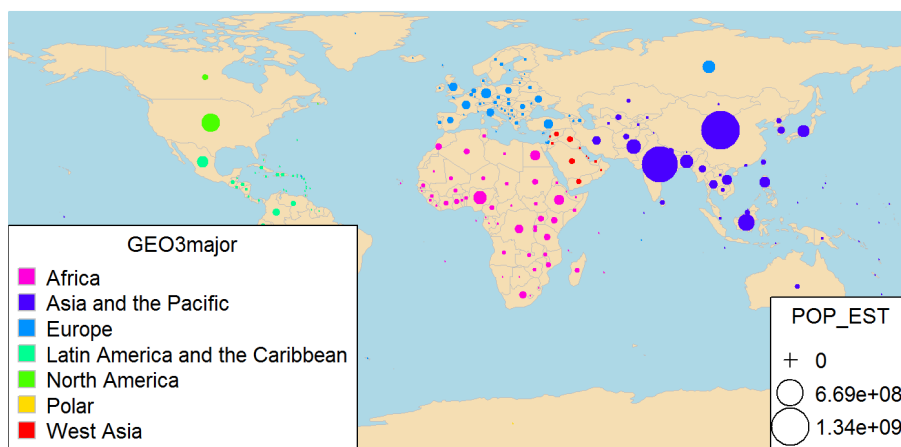 GEO3major
Africa
Asia and the Pacific
Europe
Latin America and the Caribbean
North America
Polar
West Asia
POP_EST
0
6.69e+08
1.34e+09